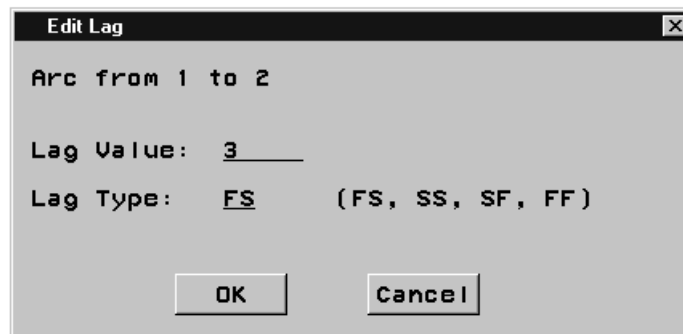 Edit Lag
Arc from 1 to 2
Lag Value: 3
Lag Type: FS (FS, SS, SF, FF)
OK Cancel